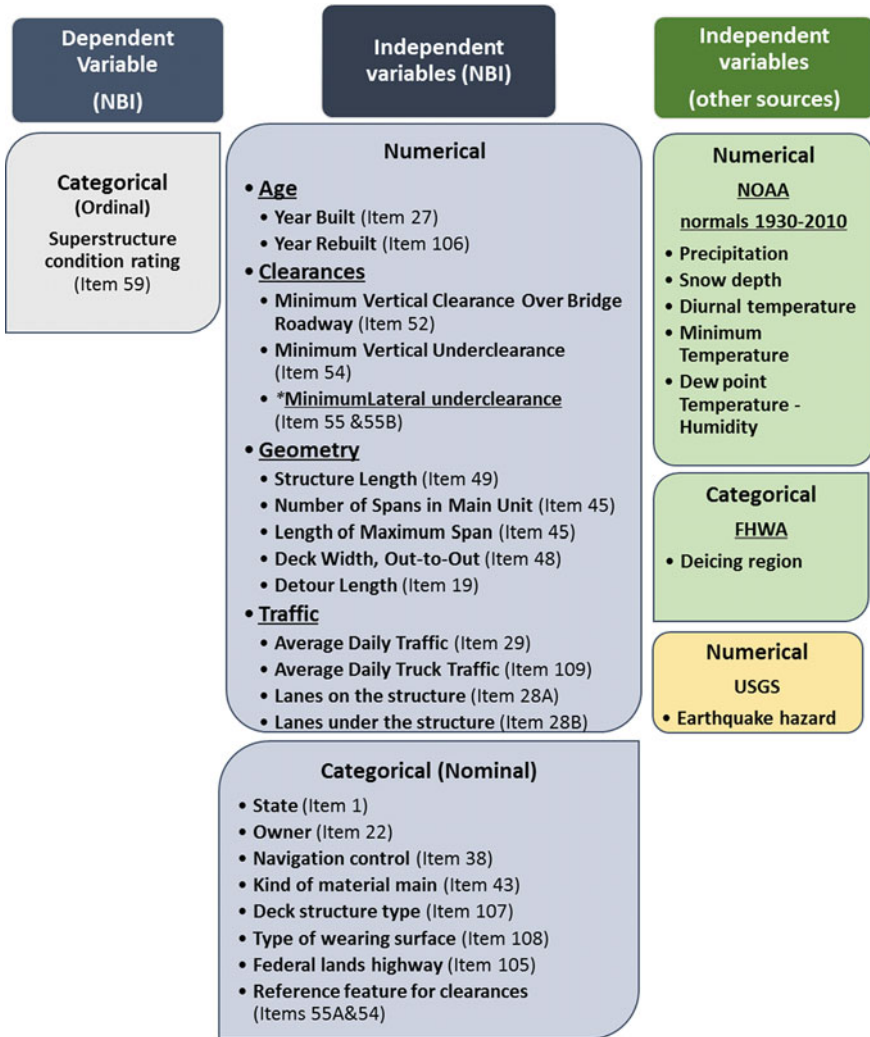 Dependent
Variable
(NBI)
Categorical
(Ordinal)
Superstructure
condition rating
(Item 59)
Independent
variables (NBI)
Numerical
• Age
• Year Built (Item 27)
• Year Rebuilt (Item 106)
• Clearances
• Minimum Vertical Clearance Over Bridge
Roadway (Item 52)
• Minimum Vertical Underclearance
(Item 54)
• *MinimumLateral underclearance
(Item 55 &55B)
• Geometry
• Structure Length (Item 49)
• Number of Spans in Main Unit (Item 45)
• Length of Maximum Span (Item 45)
• Deck Width, Out-to-Out (Item 48)
• Detour Length (Item 19)
• Traffic
• Average Daily Traffic (Item 29)
• Average Daily Truck Traffic (Item 109)
• Lanes on the structure (Item 28A)
• Lanes under the structure (Item 28B)
Categorical (Nominal)
• State (Item 1)
• Owner (Item 22)
• Navigation control (Item 38)
• Kind of material main (Item 43)
• Deck structure type (Item 107)
• Type of wearing surface (Item 108)
• Federal lands highway (Item 105)
• Reference feature for clearances
(Items 55A&54)
Independent
variables
(other sources)
Numerical
NOAA
normals 1930-2010
• Precipitation
• Snow depth
• Diurnal temperature
• Minimum
Temperature
• Dew point
Temperature -
Humidity
Categorical
FHWA
• Deicing region
Numerical
USGS
• Earthquake hazard